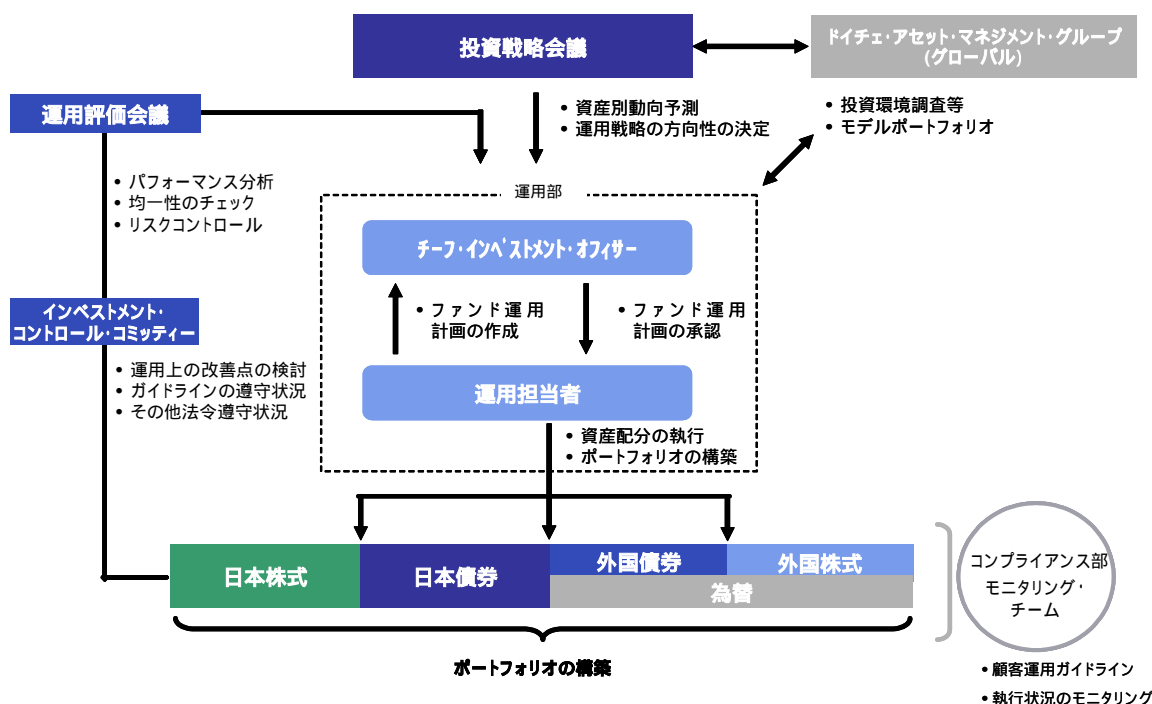 投資戦略会議
ドイチェ・アセット・マネジメント・グループ
(グローバル)
• 資産別動向予測
• 運用戦略の方向性の決定
• 投資環境調査等
• モデルポートフォリオ
運用評価会議
• パフォーマンス分析
• 均一性のチェック
• リスクコントロール
運用部
チーフ・インベストメント・オフィサー
• ファンド運用
計画の作成
• ファンド運用
計画の承認
インベストメント・
コントロール・コミッティー
• 運用上の改善点の検討
• ガイドラインの遵守状況
• その他法令遵守状況
運用担当者
• 資産配分の執行
• ポートフォリオの構築
日本株式
日本債券
外国債券
外国株式
為替
ポートフォリオの構築
コンプライアンス部
モニタリング・
チーム
• 顧客運用ガイドライン
• 執行状況のモニタリング